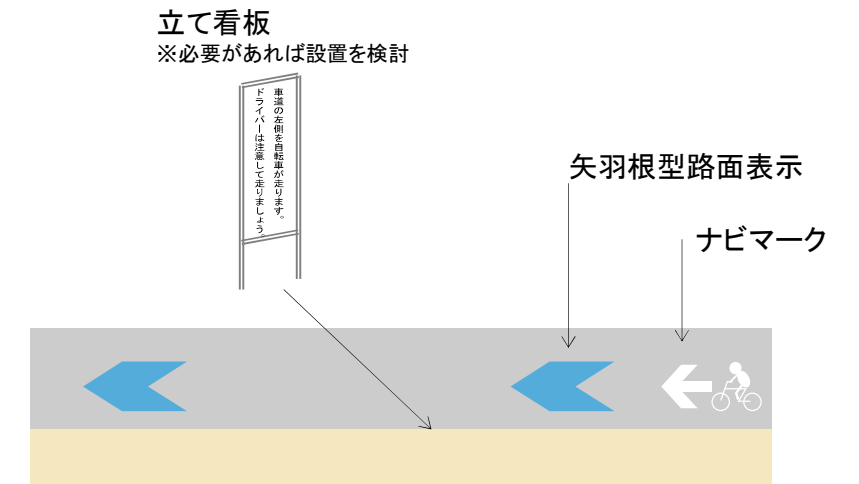 立て看板
※必要があれば設置を検討
車道の左側を自転車が走ります。
ドライバーは注意して走りましょう。
矢羽根型路面表示
ナビマーク